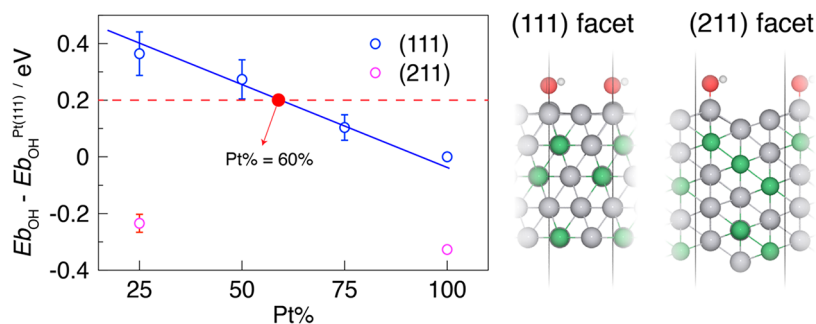 (111) facet
(211) facet
Eb_OH - Eb_OH^Pt(111) / eV
0.4
0.2
0
-0.2
-0.4
(111)
(211)
Pt% = 60%
25
50
75
100
Pt%